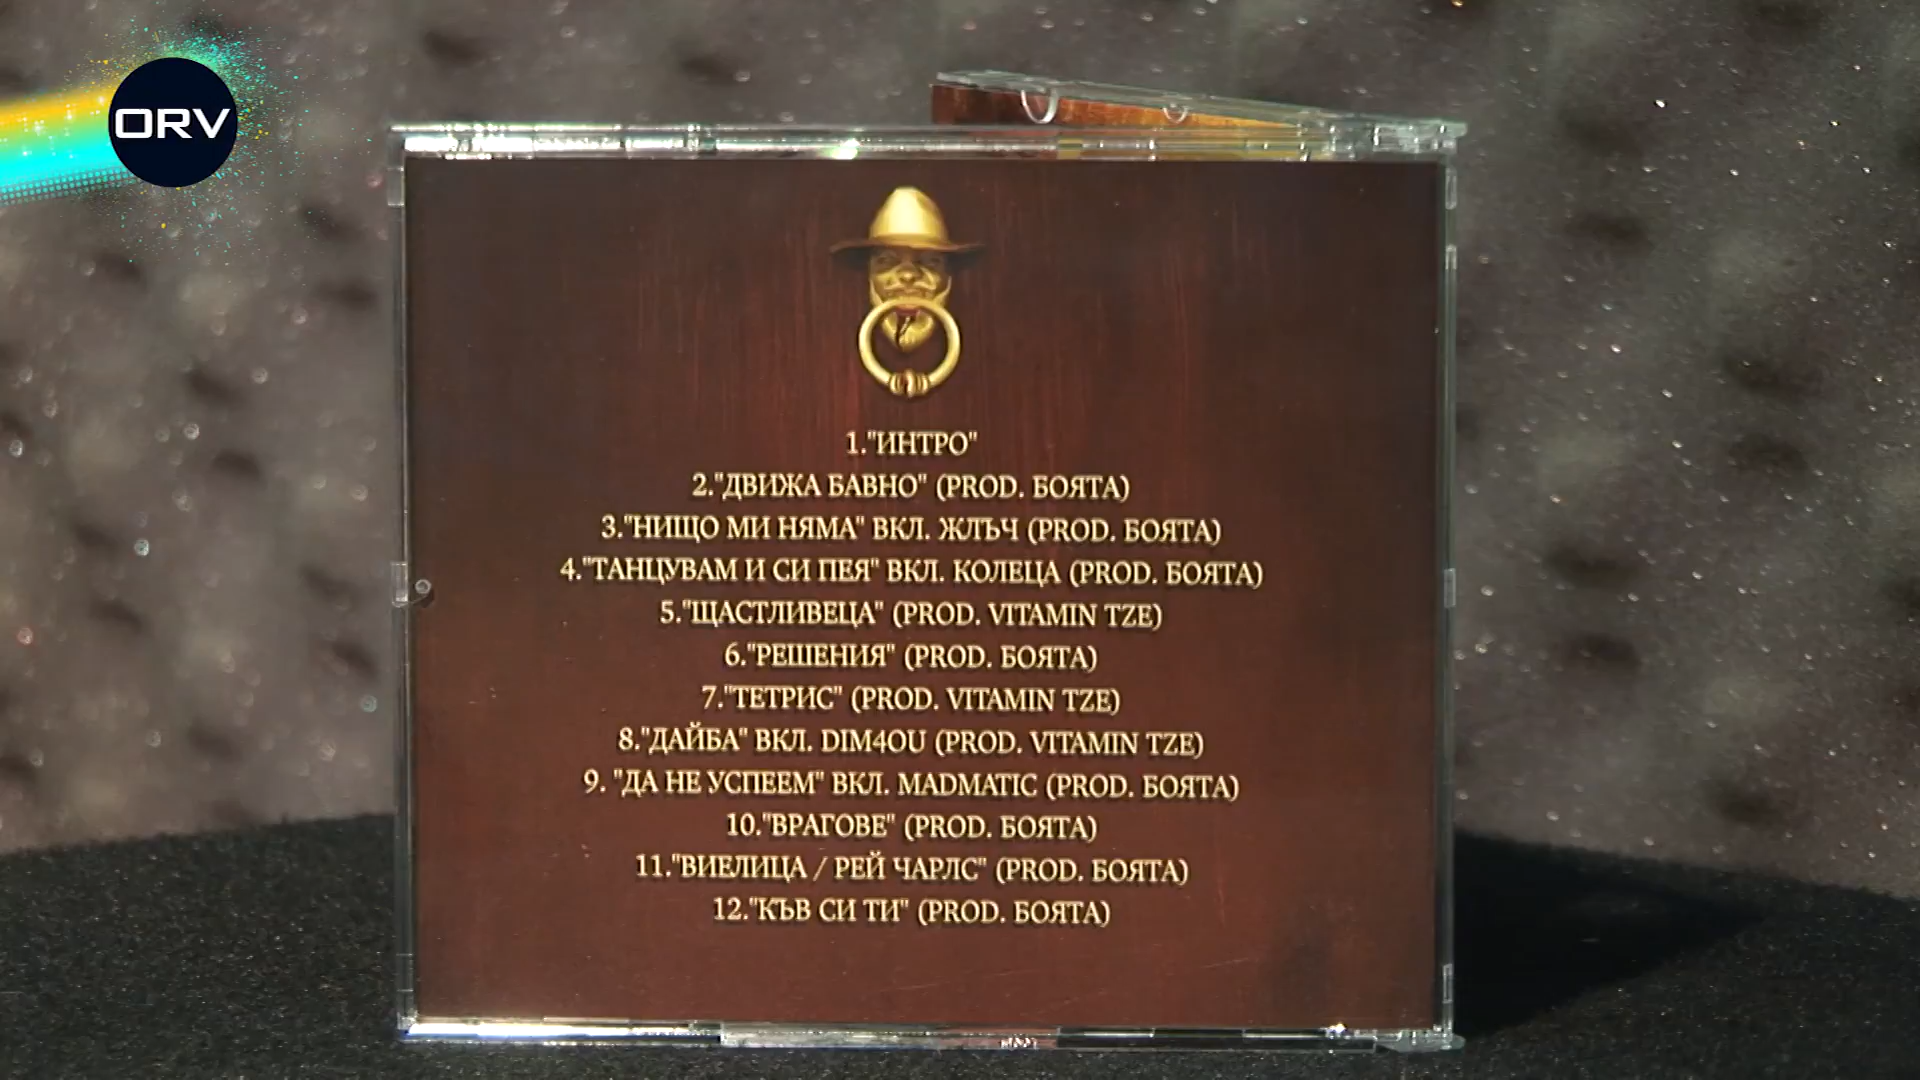 ORV
1."ИНТРО"
2."ДВИЖА БАВНО" (PROD. БОЯТА)
3."НИЩО МИ НЯМА" ВКЛ. ЖЛЪЧ (PROD. БОЯТА)
4."ТАНЦУВАМ И СИ ПЕЯ" ВКЛ. КОЛЕЦА (PROD. БОЯТА)
5."ЩАСТЛИВЕЦА" (PROD. VITAMIN TZE)
6."РЕШЕНИЯ" (PROD. БОЯТА)
7."ТЕТРИС" (PROD. VITAMIN TZE)
8."ДАЙБА" ВКЛ. DIM4OU (PROD. VITAMIN TZE)
9. "ДА НЕ УСПЕЕМ" ВКЛ. MADMATIC (PROD. БОЯТА)
10."ВРАГОВЕ" (PROD. БОЯТА)
11."ВИЕЛИЦА / РЕЙ ЧАРЛС" (PROD. БОЯТА)
12."КЪВ СИ ТИ" (PROD. БОЯТА)